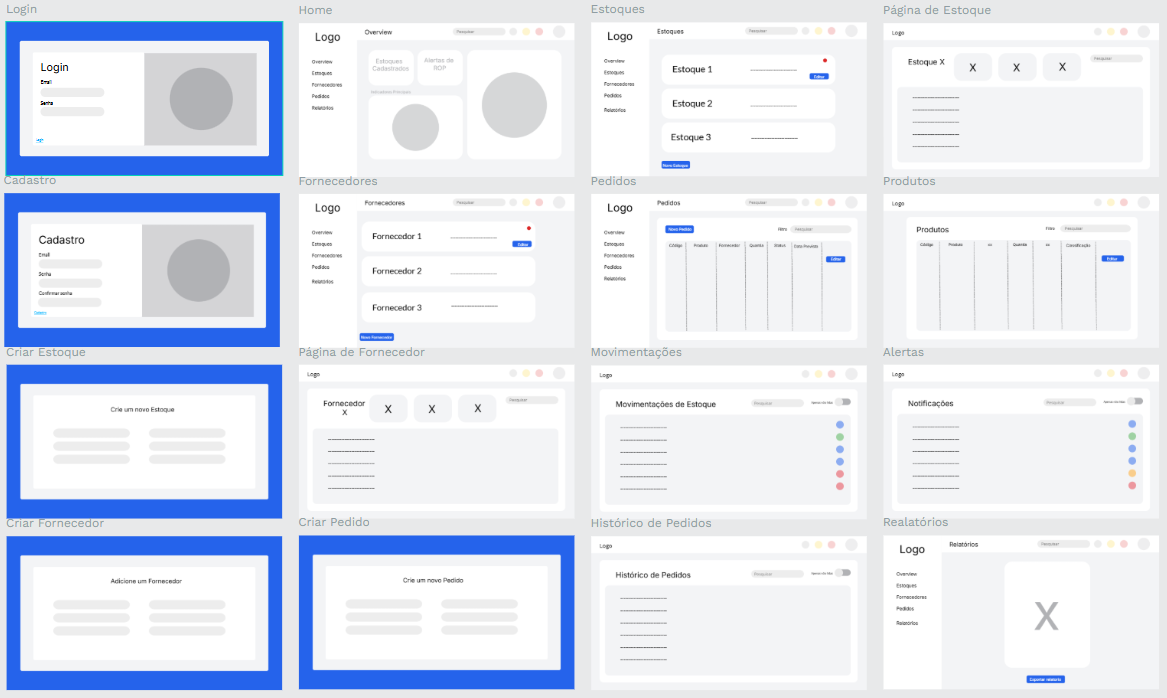 Login
Login
Email
Senha
Home
Logo
Overview
Pesquisar
Overview
Estoques
Fornecedores
Pedidos
Relatórios
Estoques
Cadastrados
Alertas de
ROP
Estoques
Logo
Estoques
Pesquisar
Overview
Estoques
Fornecedores
Pedidos
Relatórios
Estoque 1
Editar
Estoque 2
Estoque 3
Novo Estoque
Página de Estoque
Logo
Estoque X
X
X
X
Pesquisar
Cadastro
Cadastro
Email
Senha
Confirmar senha
Fornecedores
Logo
Fornecedores
Pesquisar
Overview
Estoques
Fornecedores
Pedidos
Relatórios
Fornecedor 1
Editar
Fornecedor 2
Fornecedor 3
Novo Fornecedor
Pedidos
Logo
Pedidos
Pesquisar
Overview
Estoques
Fornecedores
Pedidos
Relatórios
Novo Pedido
Pesquisar
Código
Produto
Fornecedor
Quantia
Status
Data Prevista
Editar
Produtos
Logo
Produtos
Pesquisar
Código
Produto
Quantia
Classificação
Editar
Criar Estoque
Crie um novo Estoque
Página de Fornecedor
Logo
Fornecedor
X
X
X
X
Pesquisar
Movimentações
Logo
Movimentações de Estoque
Pesquisar
Alertas
Logo
Notificações
Pesquisar
Criar Fornecedor
Adicione um Fornecedor
Criar Pedido
Crie um novo Pedido
Histórico de Pedidos
Logo
Histórico de Pedidos
Pesquisar
Realatórios
Logo
Relatórios
Pesquisar
Overview
Estoques
Fornecedores
Pedidos
Relatórios
X
Exportar relatório